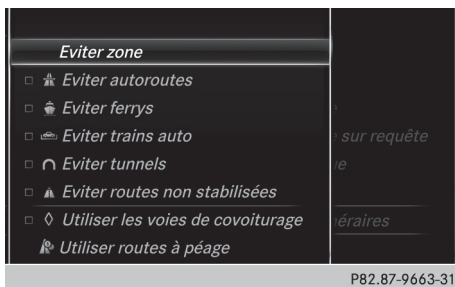 Eviter zone
Eviter autoroutes
Eviter ferrys
Eviter trains auto
sur requête
Eviter tunnels
Eviter routes non stabilisées
Utiliser les voies de covoiturage
Utiliser routes à péage
P82.87-9663-31